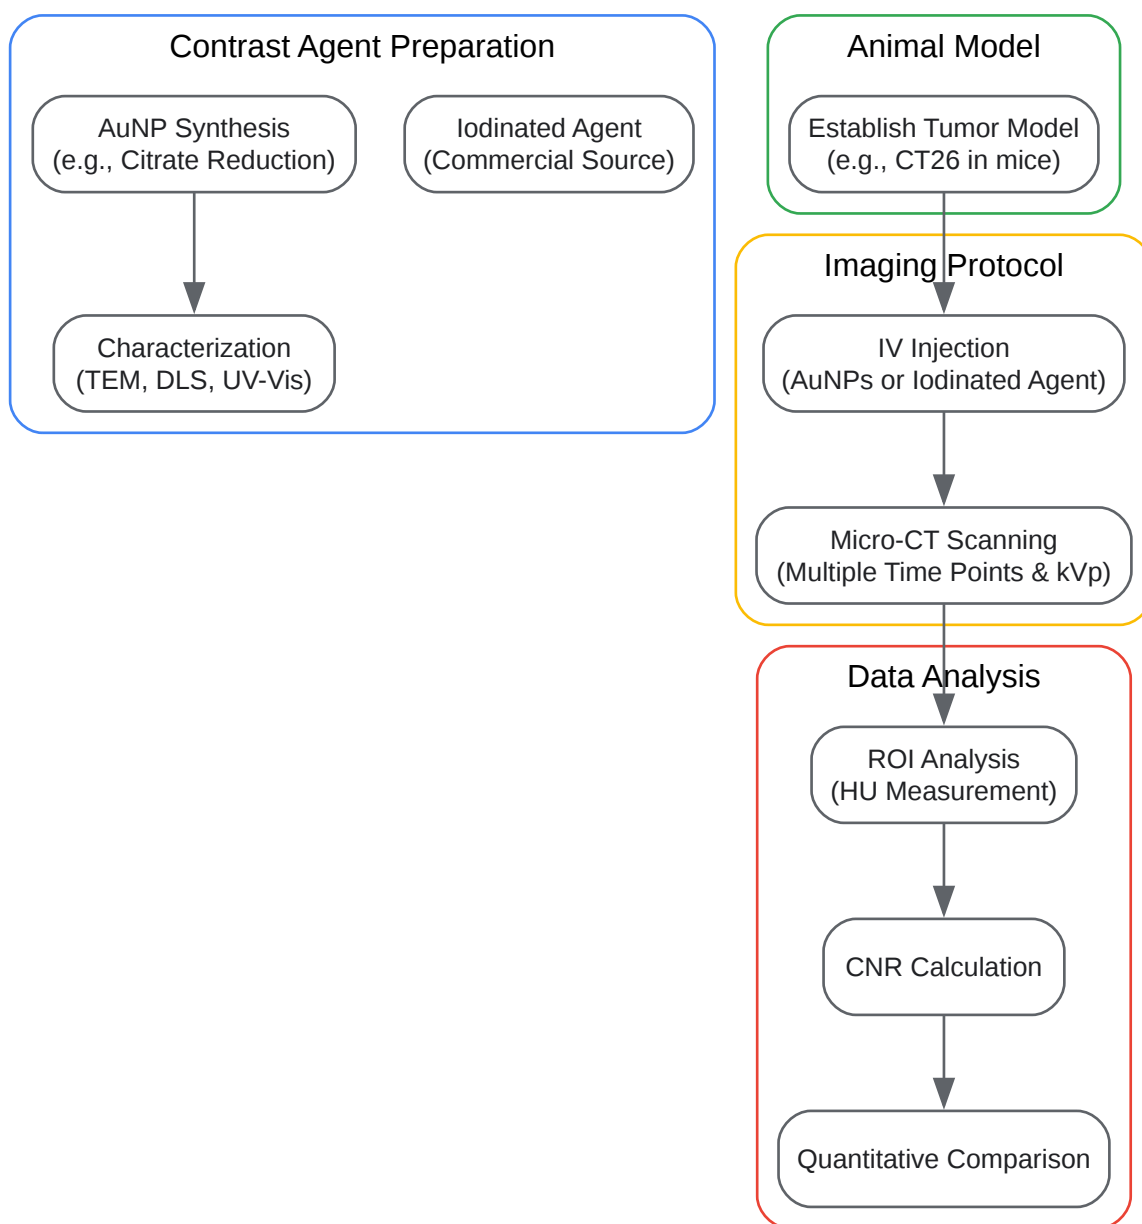 Contrast Agent Preparation
AuNP Synthesis
(e.g., Citrate Reduction)
Iodinated Agent
(Commercial Source)
Characterization
(TEM, DLS, UV-Vis)
Animal Model
Establish Tumor Model
(e.g., CT26 in mice)
Imaging Protocol
IV Injection
(AuNPs or Iodinated Agent)
Micro-CT Scanning
(Multiple Time Points & kVp)
Data Analysis
ROI Analysis
(HU Measurement)
CNR Calculation
Quantitative Comparison